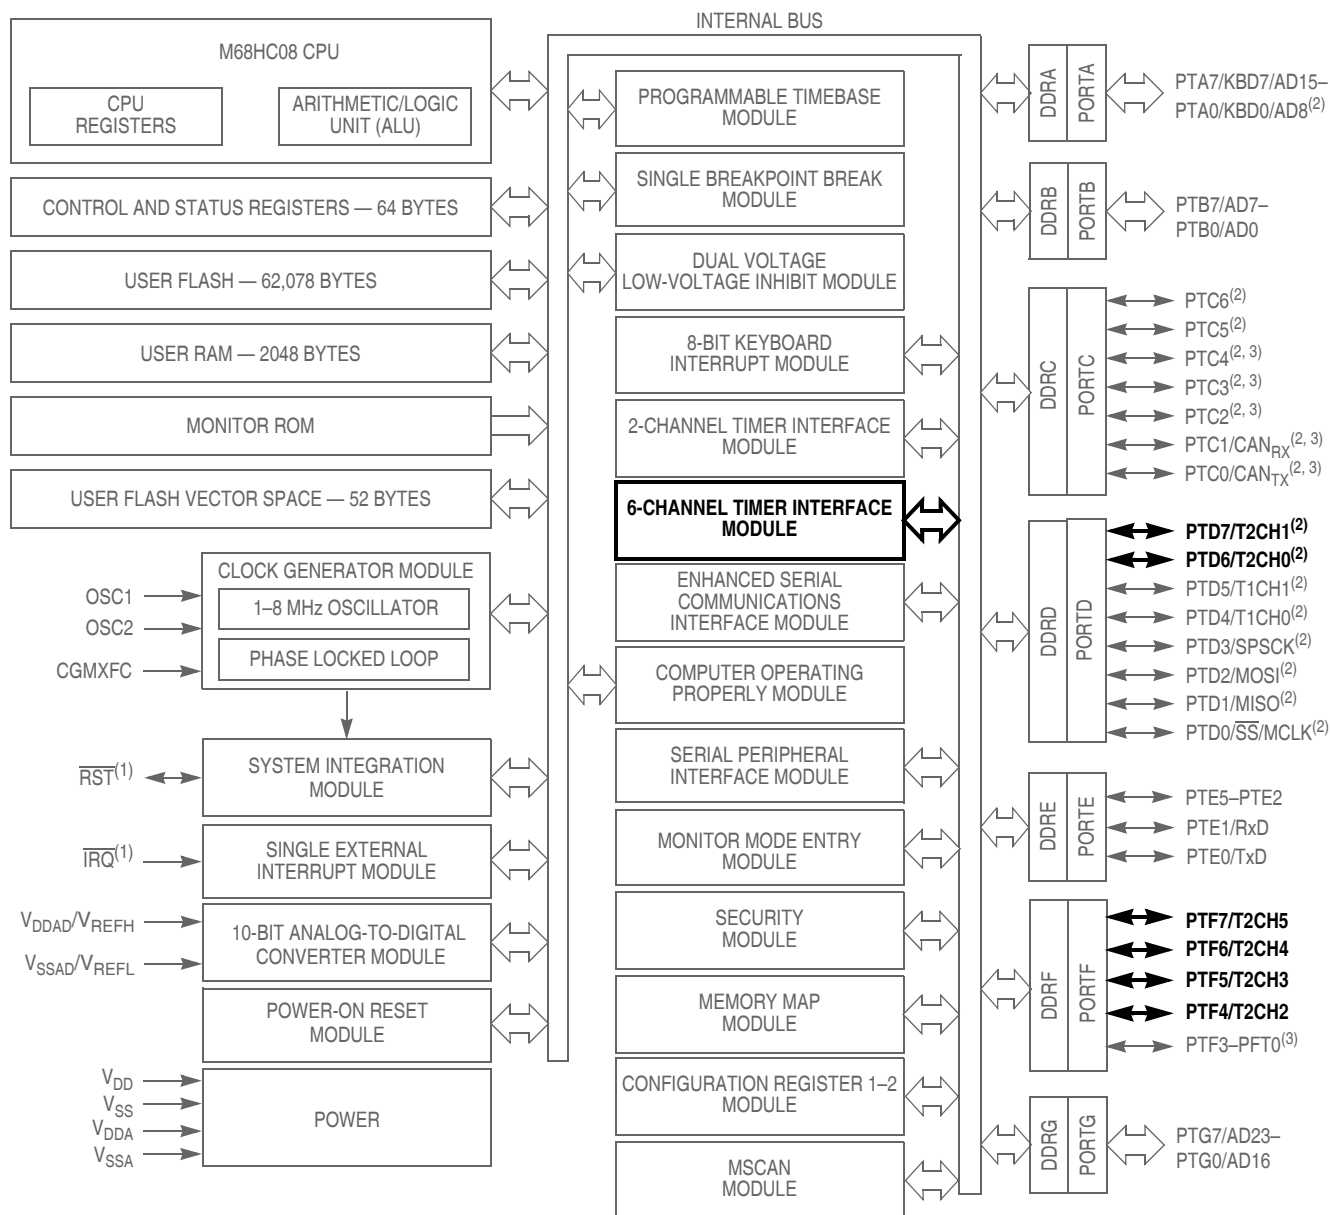 INTERNAL BUS
M68HC08 CPU
CPU
REGISTERS
ARITHMETIC/LOGIC
UNIT (ALU)
CONTROL AND STATUS REGISTERS — 64 BYTES
USER FLASH — 62,078 BYTES
USER RAM — 2048 BYTES
MONITOR ROM
USER FLASH VECTOR SPACE — 52 BYTES
CLOCK GENERATOR MODULE
1–8 MHz OSCILLATOR
PHASE LOCKED LOOP
OSC1
OSC2
CGMXFC
SYSTEM INTEGRATION
MODULE
RST(1)
SINGLE EXTERNAL
INTERRUPT MODULE
IRQ(1)
10-BIT ANALOG-TO-DIGITAL
CONVERTER MODULE
VDDAD/VREFH
VSSAD/VREFL
POWER-ON RESET
MODULE
POWER
VDD
VSS
VDDA
VSSA
PROGRAMMABLE TIMEBASE
MODULE
SINGLE BREAKPOINT BREAK
MODULE
DUAL VOLTAGE
LOW-VOLTAGE INHIBIT MODULE
8-BIT KEYBOARD
INTERRUPT MODULE
2-CHANNEL TIMER INTERFACE
MODULE
6-CHANNEL TIMER INTERFACE
MODULE
ENHANCED SERIAL
COMMUNICATIONS
INTERFACE MODULE
COMPUTER OPERATING
PROPERLY MODULE
SERIAL PERIPHERAL
INTERFACE MODULE
MONITOR MODE ENTRY
MODULE
SECURITY
MODULE
MEMORY MAP
MODULE
CONFIGURATION REGISTER 1–2
MODULE
MSCAN
MODULE
DDRA
PORTA
PTA7/KBD7/AD15–
PTA0/KBD0/AD8(2)
DDRB
PORTB
PTB7/AD7–
PTB0/AD0
DDRC
PORTC
PTC6(2)
PTC5(2)
PTC4(2, 3)
PTC3(2, 3)
PTC2(2, 3)
PTC1/CANRX(2, 3)
PTC0/CANTX(2, 3)
DDRD
PORTD
PTD7/T2CH1(2)
PTD6/T2CH0(2)
PTD5/T1CH1(2)
PTD4/T1CH0(2)
PTD3/SPSCK(2)
PTD2/MOSI(2)
PTD1/MISO(2)
PTD0/SS/MCLK(2)
DDRE
PORTE
PTE5–PTE2
PTE1/RxD
PTE0/TxD
DDRF
PORTF
PTF7/T2CH5
PTF6/T2CH4
PTF5/T2CH3
PTF4/T2CH2
PTF3–PFT0(3)
DDRG
PORTG
PTG7/AD23–
PTG0/AD16